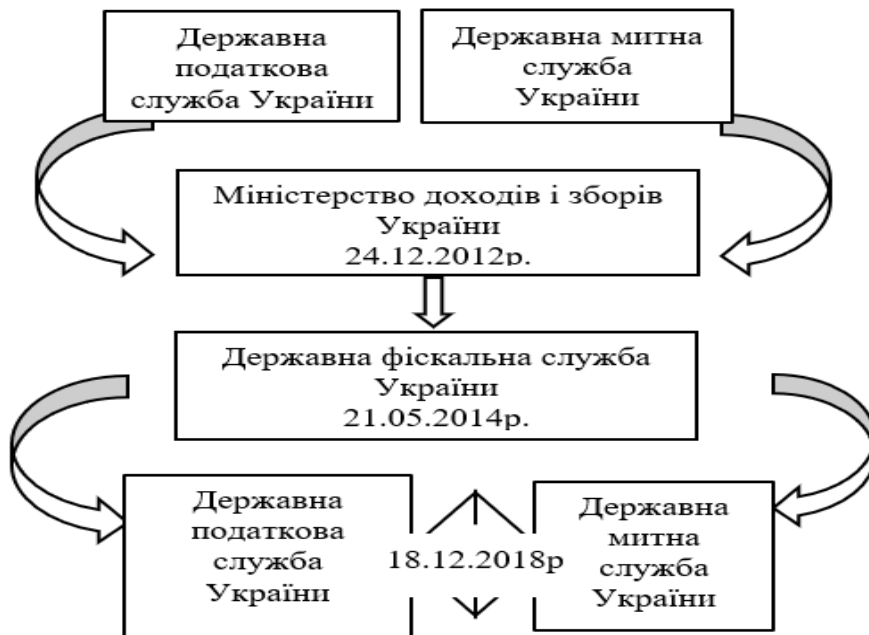 Державна
податкова
служба України
Державна митна
служба
України
Міністерство доходів і зборів
України
24.12.2012р.
Державна фіскальна служба
України
21.05.2014р.
Державна
податкова
служба
України
18.12.2018р
Державна
митна
служба
України